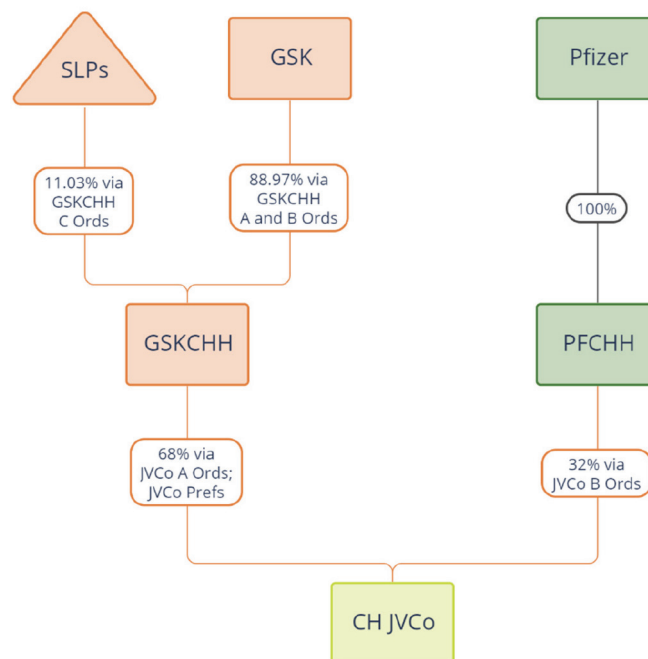 SLPs
GSK
Pfizer
11.03% via
GSKCHH
C Ords
88.97% via
GSKCHH
A and B Ords
100%
GSKCHH
PFCHH
68% via
JVCo A Ords;
JVCo Prefs
32% via
JVCo B Ords
CH JVCo